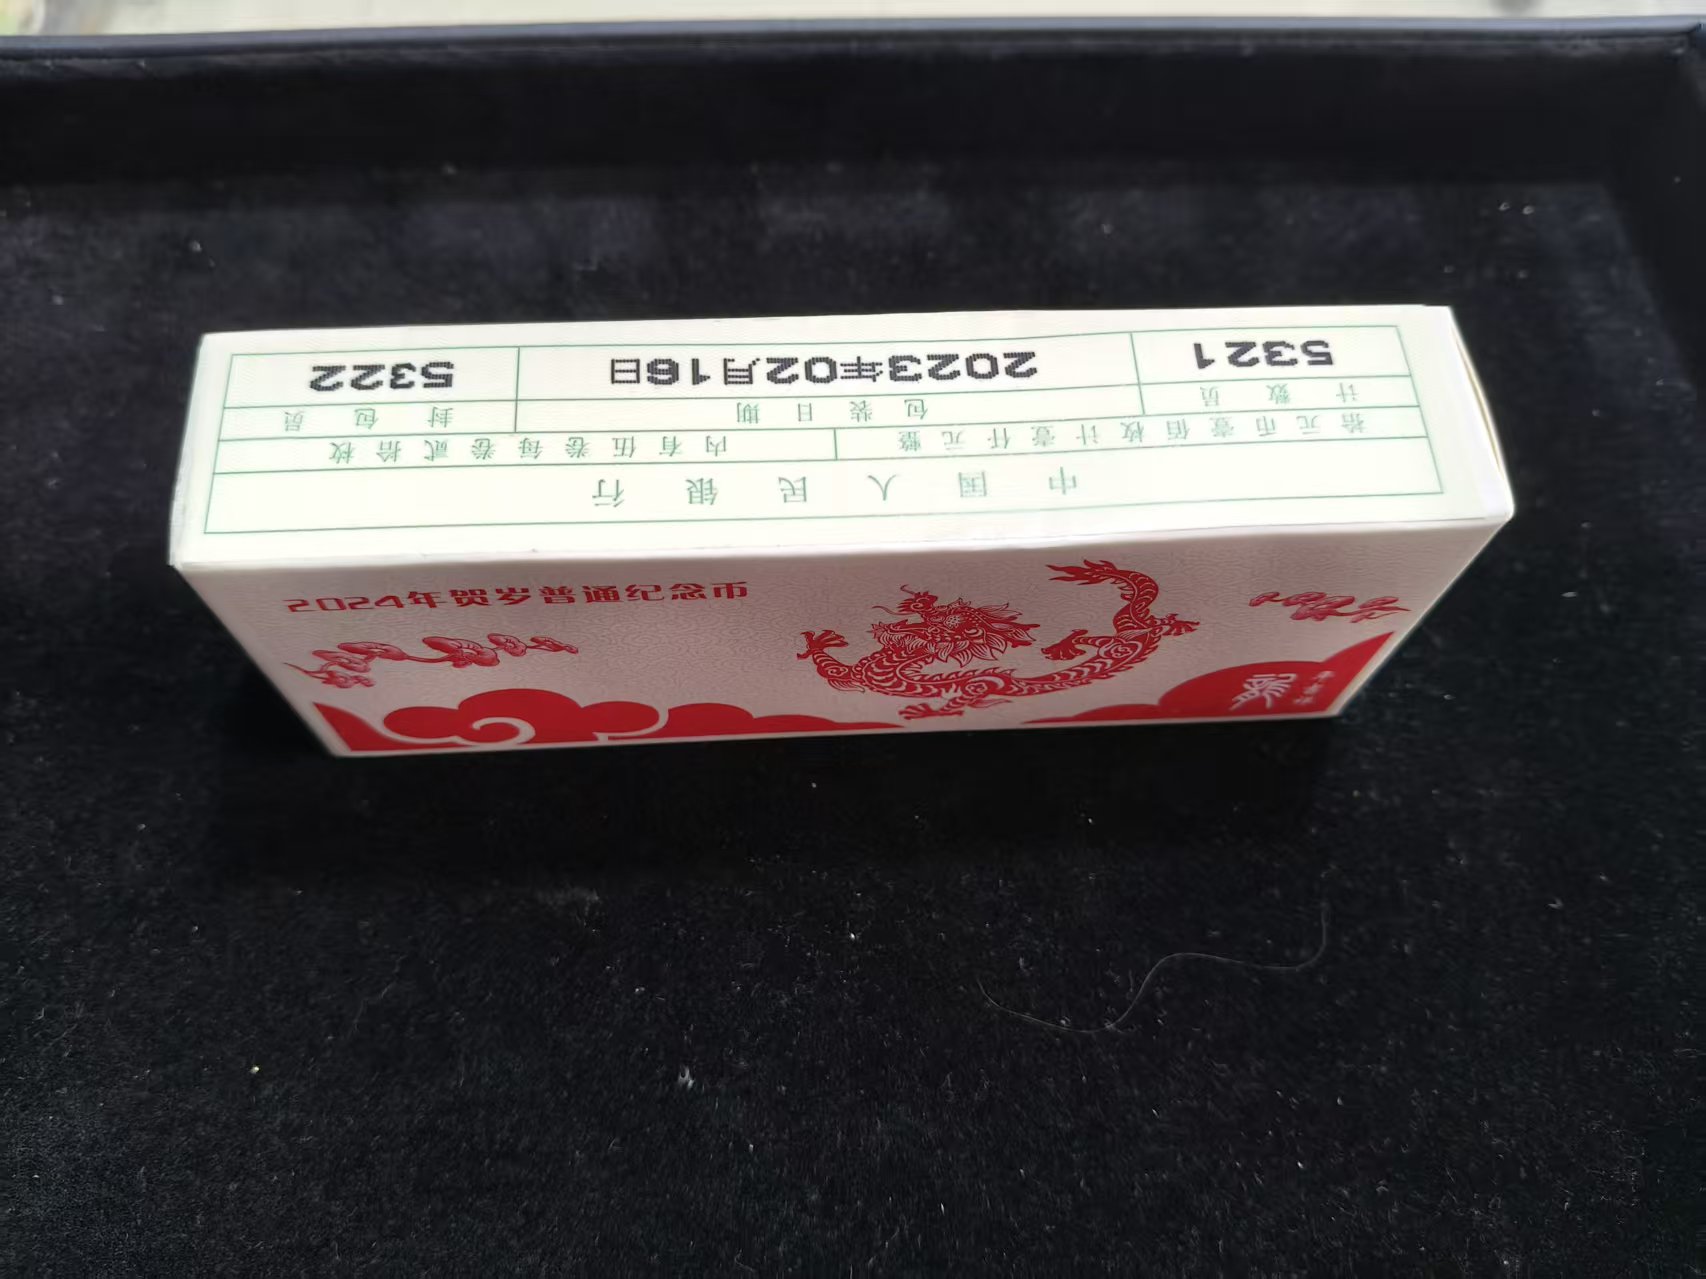 中国人民银行
拾元币壹佰枚计壹仟元整 内有伍卷每卷贰拾枚
计数员 包装日期 封包员
5321 2023年02月16日 5322
2024年贺岁普通纪念币